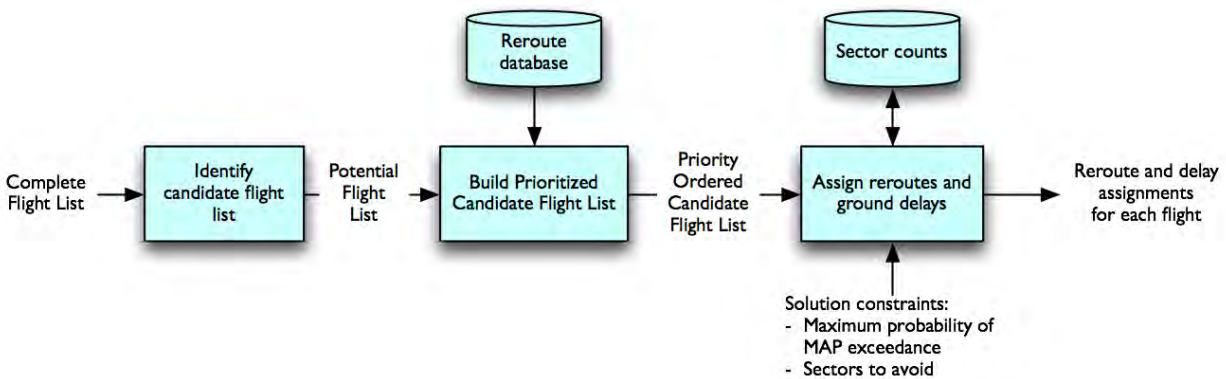 Reroute
database
Sector counts
Complete
Flight List
Identify
candidate flight
list
Potential
Flight
List
Build Prioritized
Candidate Flight List
Priority
Ordered
Candidate
Flight List
Assign reroutes and
ground delays
Reroute and delay
assignments
for each flight
Solution constraints:
- Maximum probability of
MAP exceedance
- Sectors to avoid